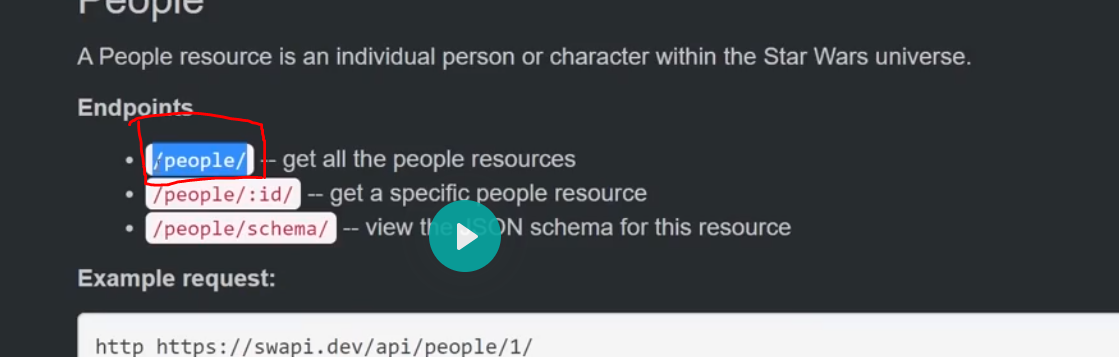 People
A People resource is an individual person or character within the Star Wars universe.
Endpoints
/people/ -- get all the people resources
/people/:id/ -- get a specific people resource
/people/schema/ -- view the JSON schema for this resource
Example request:
http https://swapi.dev/api/people/1/